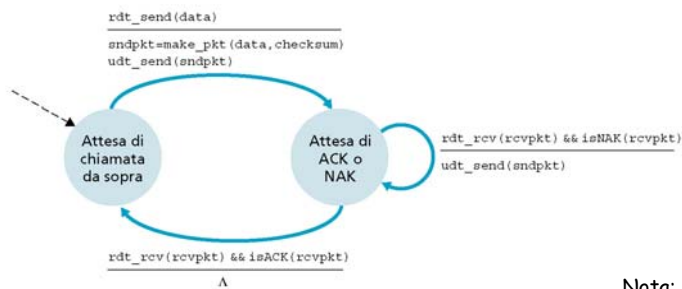 rdt_send(data)
sndpkt=make_pkt(data,checksum)
udt_send(sndpkt)
Attesa di
chiamata
da sopra
Attesa di
ACK o
NAK
rdt_rcv(rcvpkt) && isNAK(rcvpkt)
udt_send(sndpkt)
rdt_rcv(rcvpkt) && isACK(rcvpkt)
Λ
Nota: